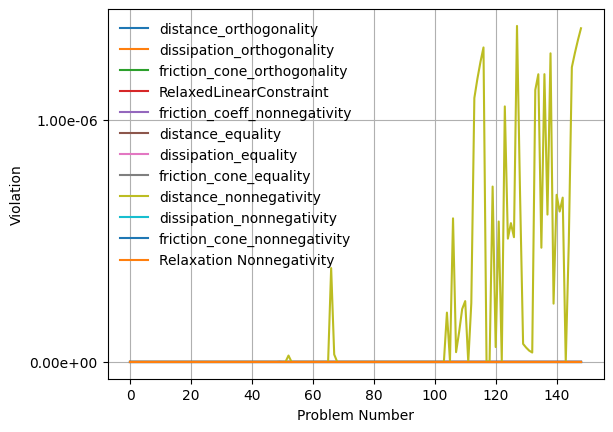 distance_orthogonality
dissipation_orthogonality
friction_cone_orthogonality
RelaxedLinearConstraint
friction_coeff_nonnegativity
distance_equality
dissipation_equality
friction_cone_equality
distance_nonnegativity
dissipation_nonnegativity
friction_cone_nonnegativity
Relaxation Nonnegativity
1.00e-06
0.00e+00
Violation
0 20 40 60 80 100 120 140
Problem Number